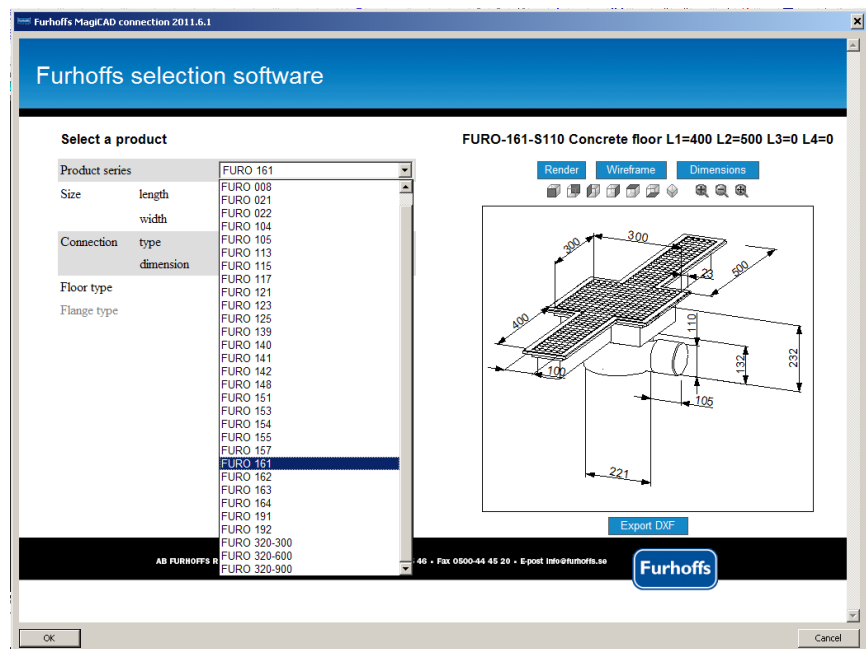 Furhoffs MagiCAD connection 2011.6.1
Furhoffs selection software
Select a product
Product series
FURO 161
Size
length
width
Connection
type
dimension
Floor type
Flange type
FURO 008
FURO 021
FURO 022
FURO 104
FURO 105
FURO 113
FURO 115
FURO 117
FURO 121
FURO 123
FURO 125
FURO 139
FURO 140
FURO 141
FURO 142
FURO 148
FURO 151
FURO 153
FURO 154
FURO 155
FURO 157
FURO 161
FURO 162
FURO 163
FURO 164
FURO 191
FURO 192
FURO 320-300
FURO 320-600
FURO 320-900
FURO-161-S110 Concrete floor L1=400 L2=500 L3=0 L4=0
Render Wireframe Dimensions
300
300
23
500
400
110
132
232
100
105
221
Export DXF
AB FURHOFFS R
46 • Fax 0500-44 45 20 • E-post info@furhoffs.se
Furhoffs
OK
Cancel